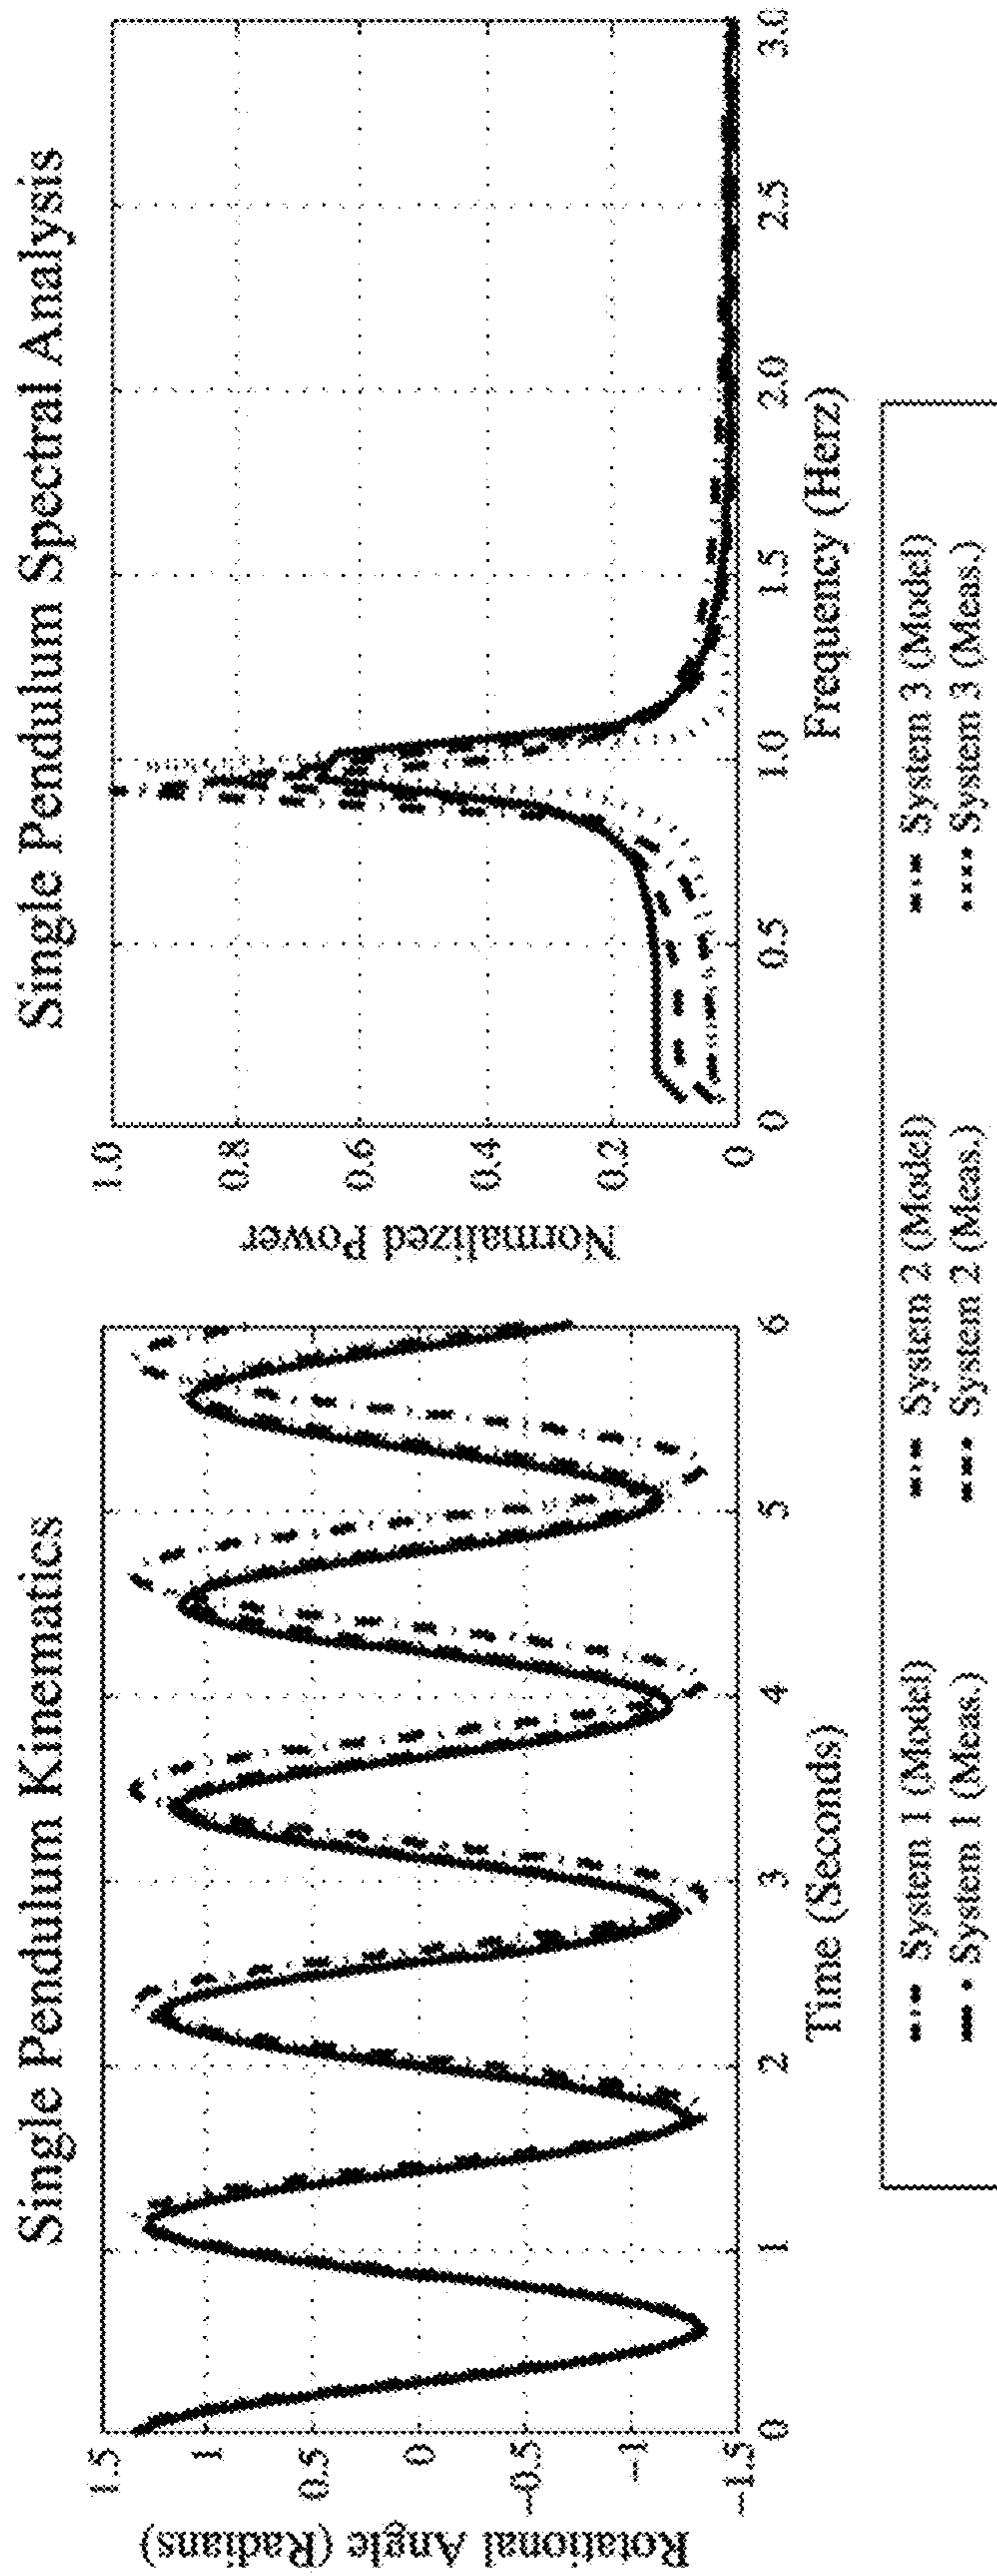 Single Pendulum Kinematics
Rotational Angle (Radians)
1.5
1
0.5
0
-0.5
-1
-1.5
0
1
2
3
4
5
6
Time (Seconds)
Single Pendulum Spectral Analysis
Normalized Power
1.0
0.8
0.6
0.4
0.2
0
0
0.5
1.0
1.5
2.0
2.5
3.0
Frequency (Herz)
System 1 (Model)
System 2 (Model)
System 3 (Model)
System 1 (Meas.)
System 2 (Meas.)
System 3 (Meas.)